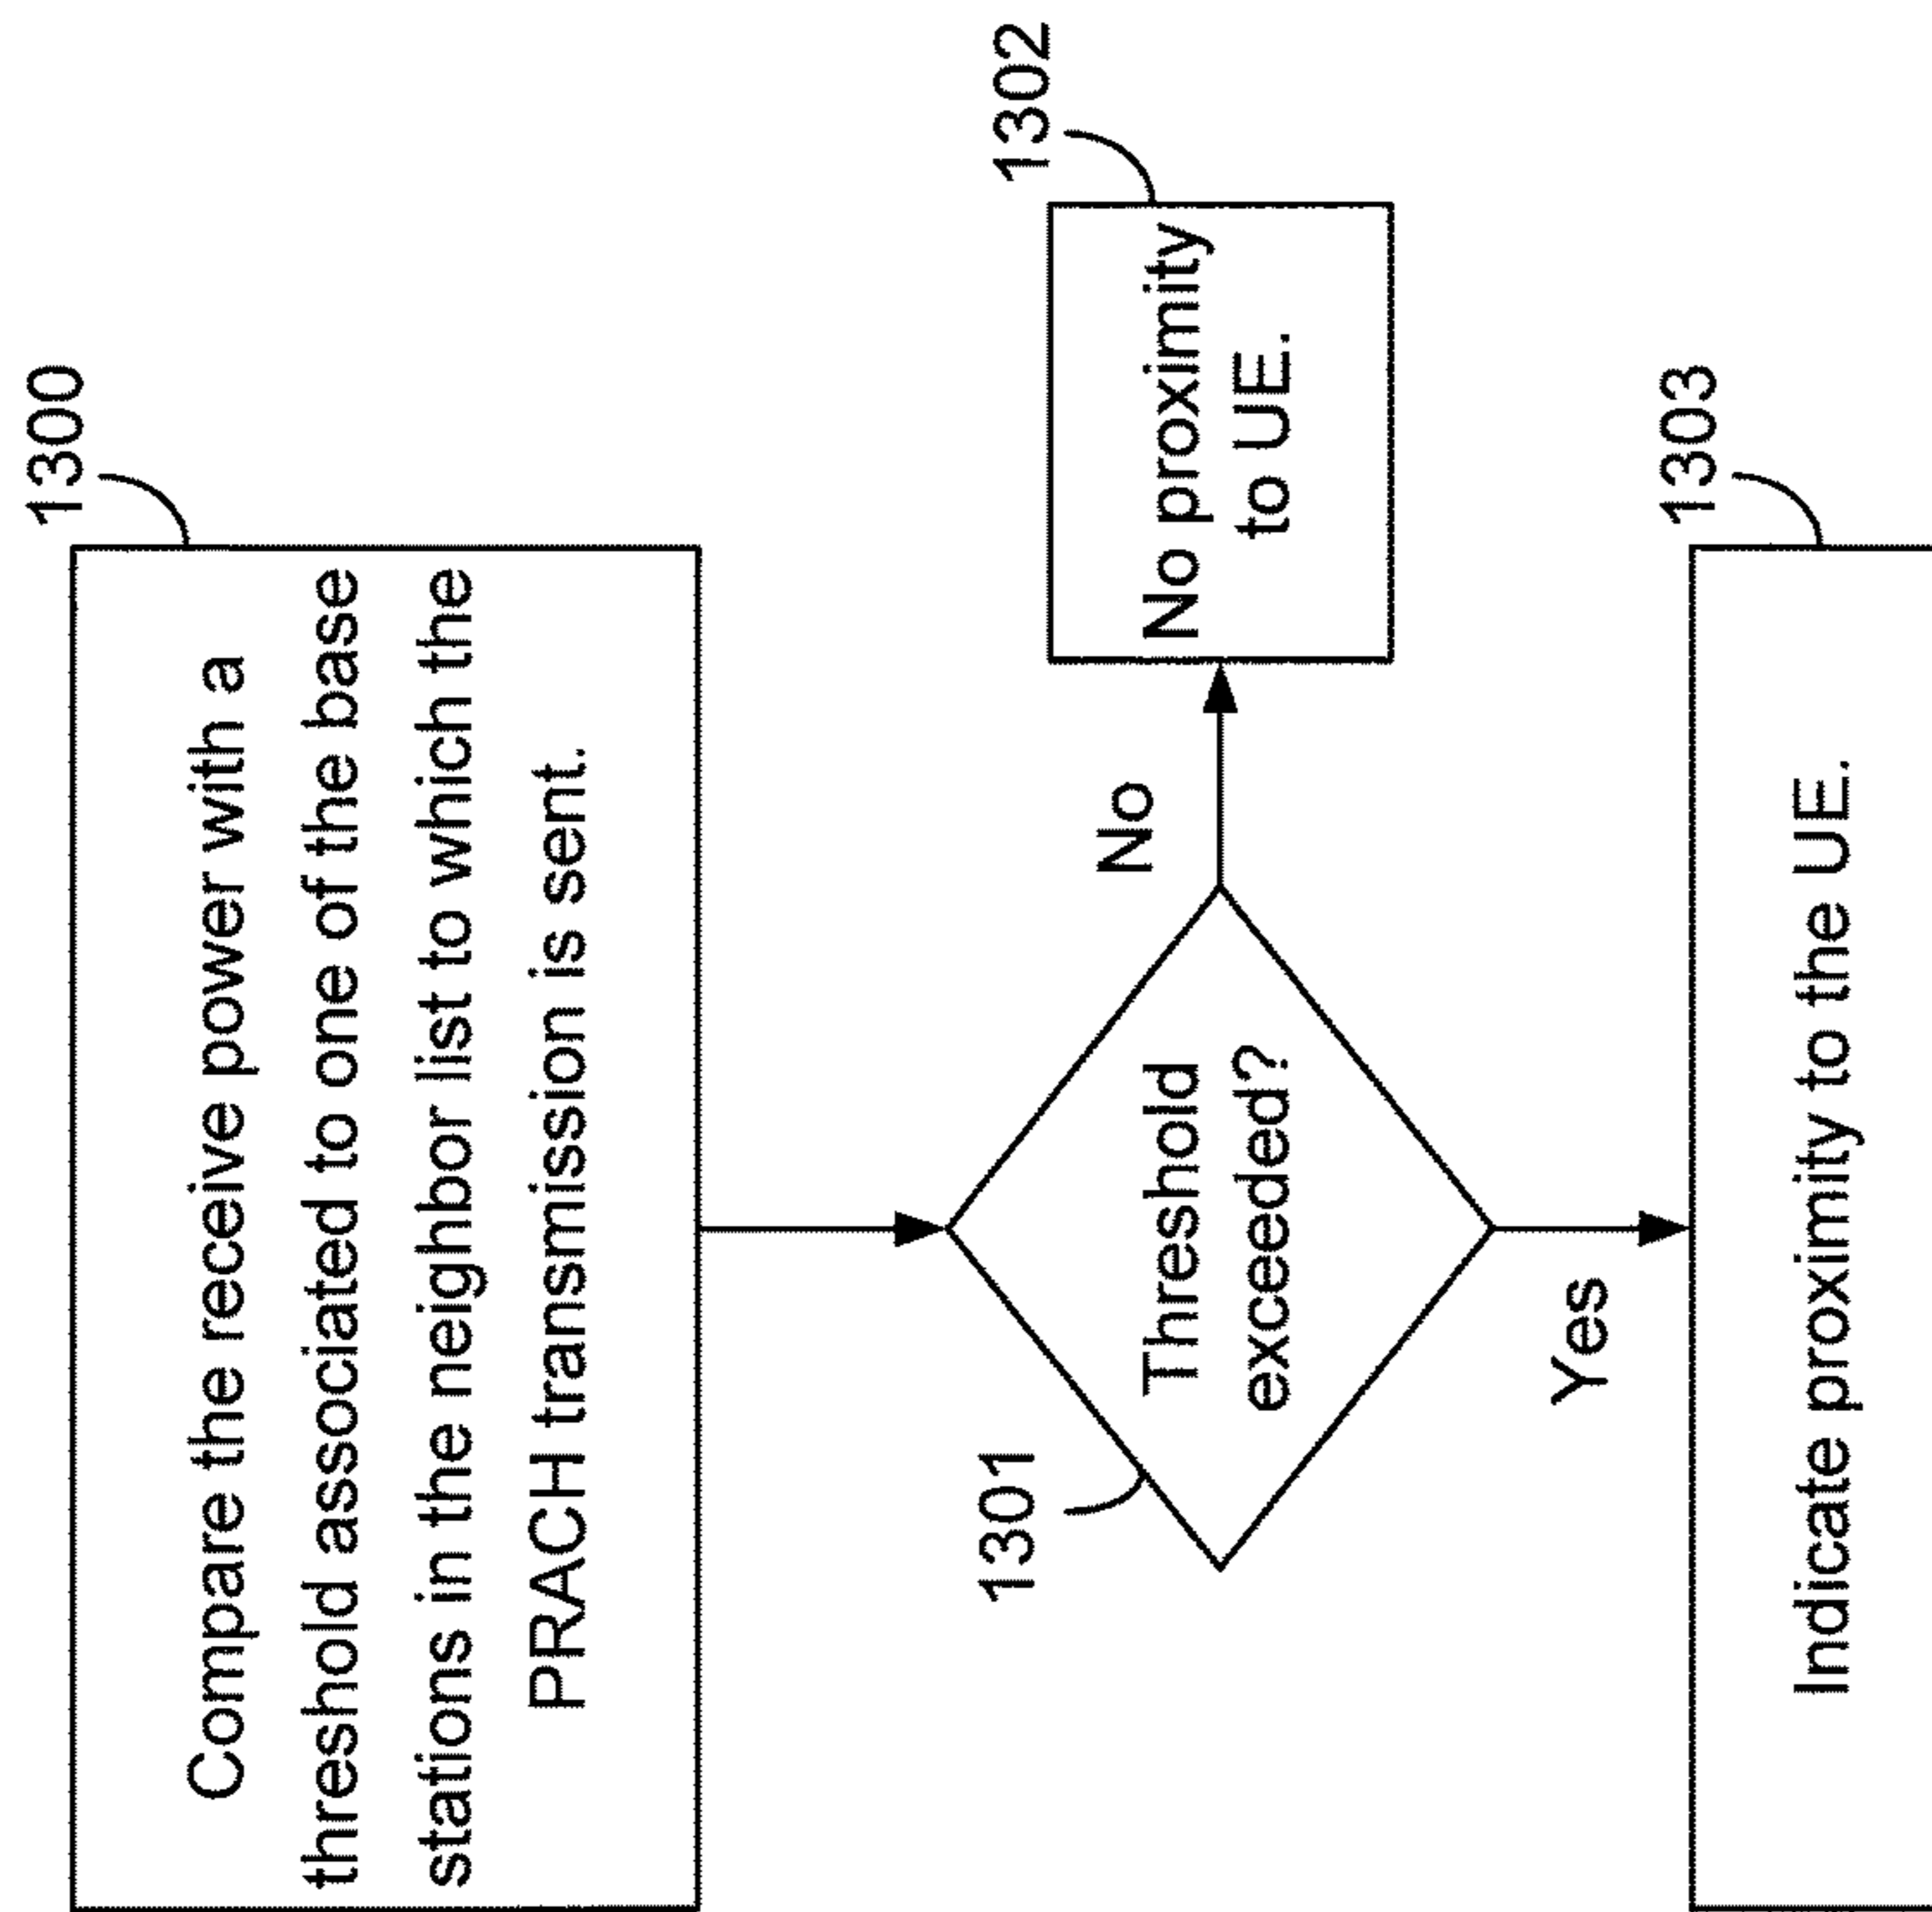 1300
Compare the receive power with a
threshold associated to one of the base
stations in the neighbor list to which the
PRACH transmission is sent.
1301
Threshold
exceeded?
No
1302
No proximity
to UE.
Yes
1303
Indicate proximity to the UE.